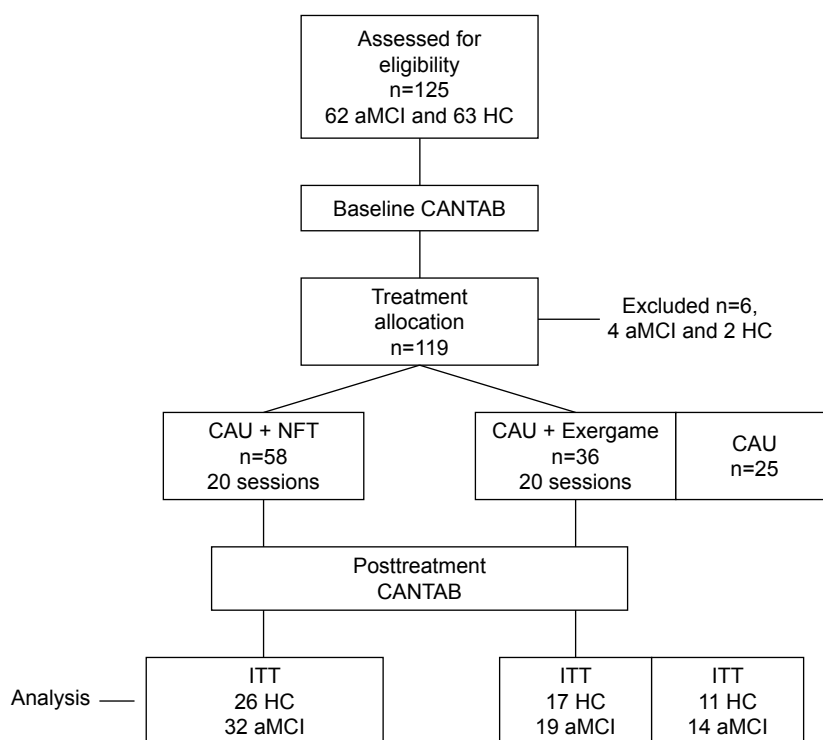 Assessed for
eligibility
n=125
62 aMCI and 63 HC
Baseline CANTAB
Treatment
allocation
n=119
Excluded n=6,
4 aMCI and 2 HC
CAU + NFT
n=58
20 sessions
CAU + Exergame
n=36
20 sessions
CAU
n=25
Posttreatment
CANTAB
Analysis
ITT
26 HC
32 aMCI
ITT
17 HC
19 aMCI
ITT
11 HC
14 aMCI